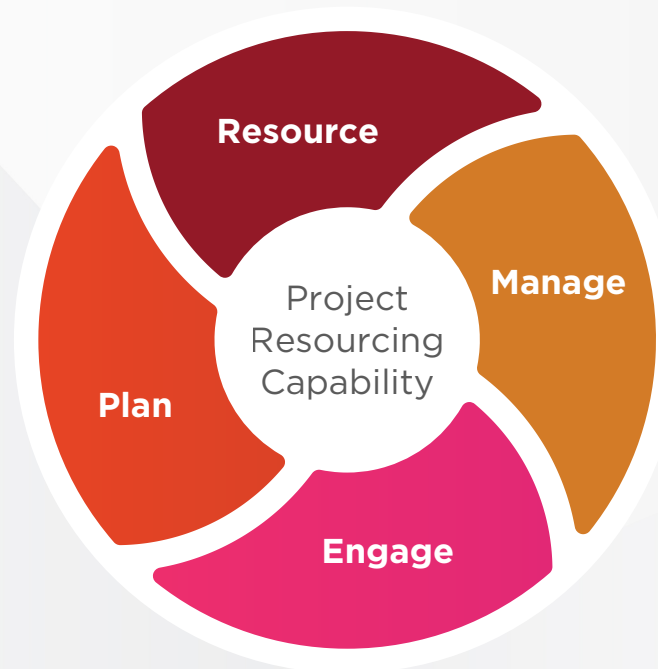 Resource
Manage
Project
Resourcing
Capability
Plan
Engage